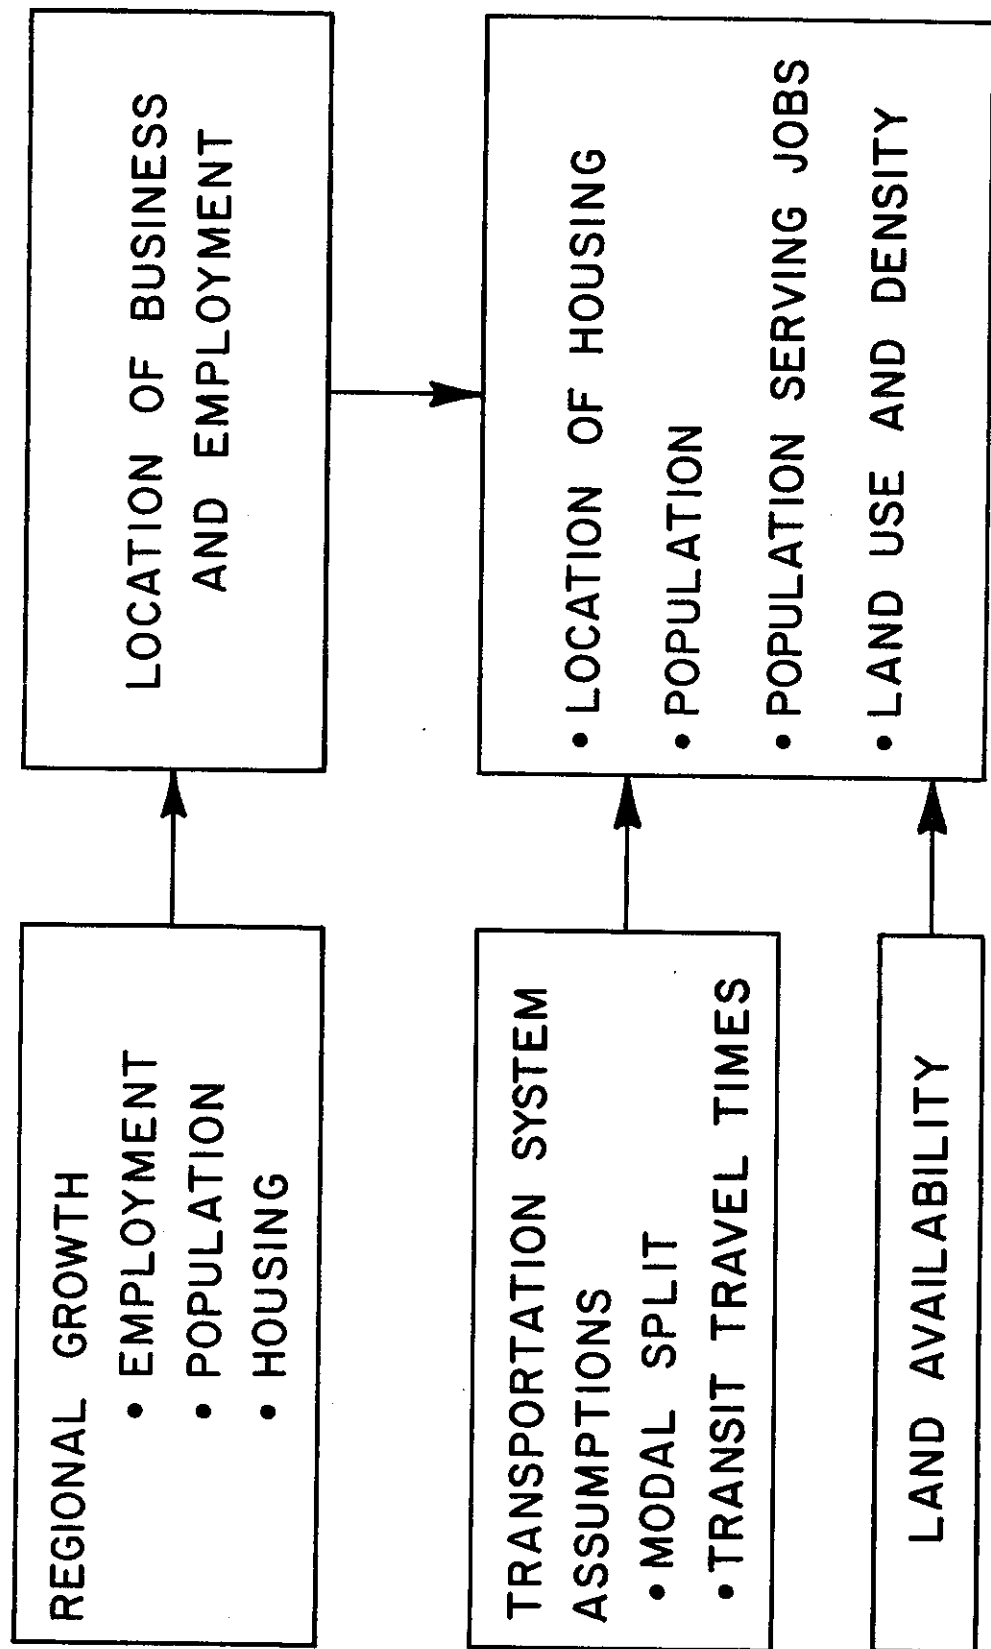 REGIONAL GROWTH
• EMPLOYMENT
• POPULATION
• HOUSING
LOCATION OF BUSINESS
AND EMPLOYMENT
TRANSPORTATION SYSTEM
ASSUMPTIONS
• MODAL SPLIT
• TRANSIT TRAVEL TIMES
LAND AVAILABILITY
• LOCATION OF HOUSING
• POPULATION
• POPULATION SERVING JOBS
• LAND USE AND DENSITY